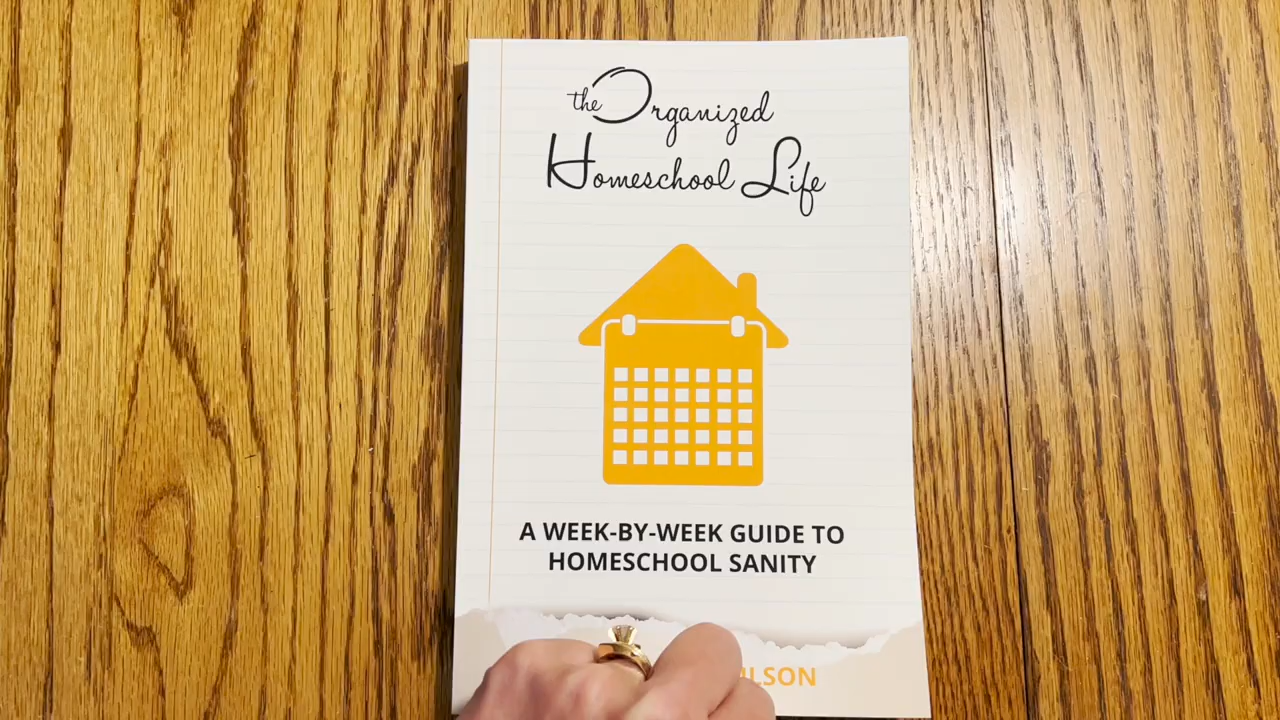 the Organized
Homeschool Life
A WEEK-BY-WEEK GUIDE TO
HOMESCHOOL SANITY